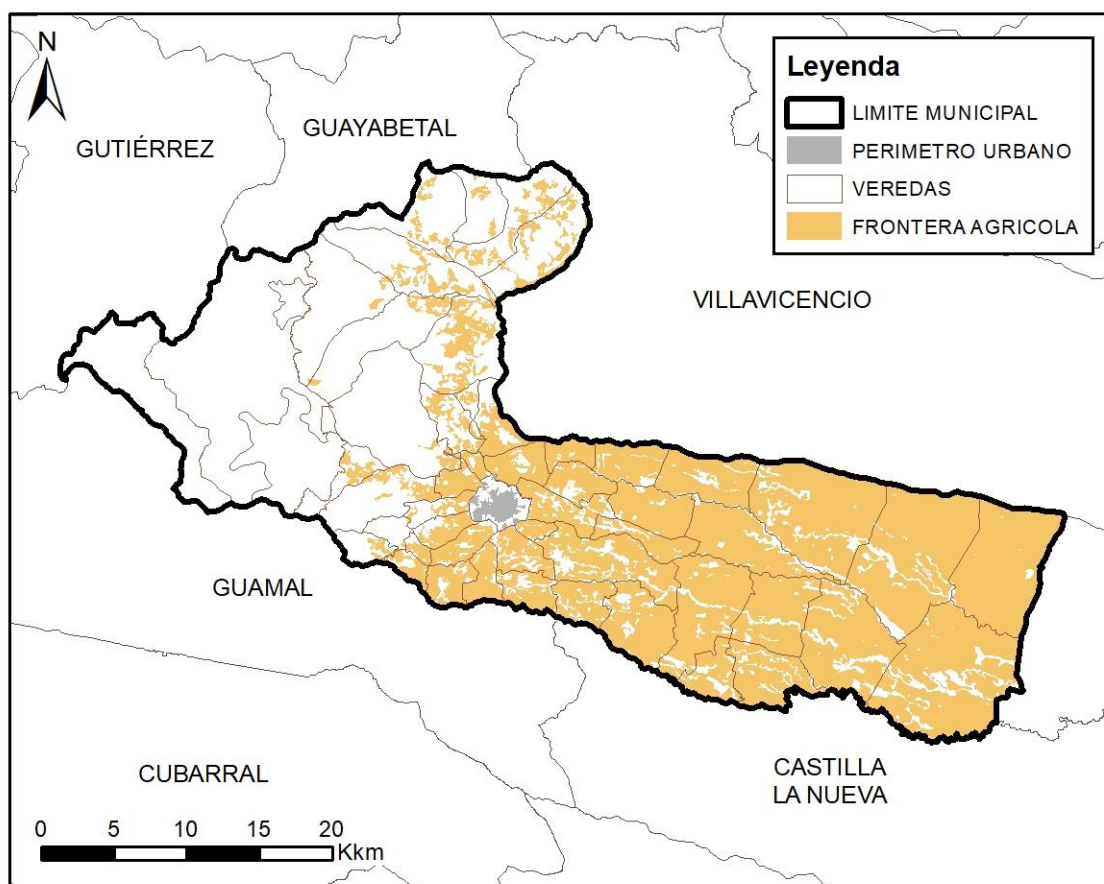 N
GUTIÉRREZ
GUAYABETAL
Leyenda
LIMITE MUNICIPAL
PERIMETRO URBANO
VEREDAS
FRONTERA AGRICOLA
VILLAVICENCIO
GUAMAL
CUBARRAL
CASTILLA
LA NUEVA
0 5 10 15 20
Kkm